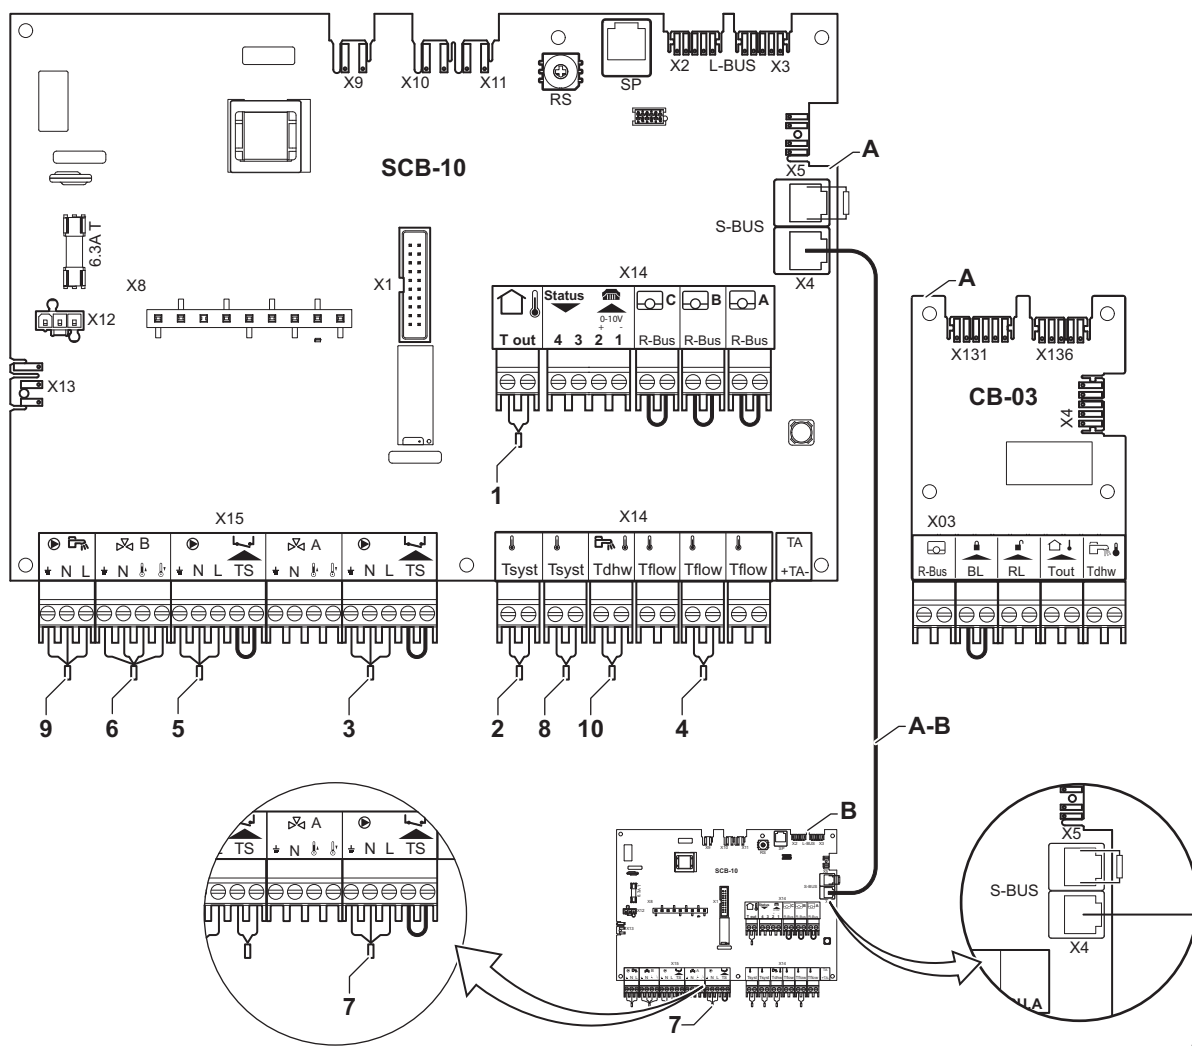 X9
X10
X11
RS
SP
X2
L-BUS
X3
SCB-10
X5
A
S-BUS
X4
6.3A T
X8
X1
X12
X13
X14
T out
Status
4 3
0-10V
+ -
2 1
C
R-Bus
B
R-Bus
A
R-Bus
1
A
X131
X136
CB-03
X4
X03
R-Bus
BL
RL
Tout
Tdhw
X15
N L
B
N
N L TS
A
N
N L TS
X14
Tsyst
Tsyst
Tdhw
Tflow
Tflow
Tflow
TA
+TA-
9
6
5
3
2
8
10
4
A-B
L TS
A
N
N L TS
7
B
SCB-10
S-BUS
7
X5
S-BUS
X4